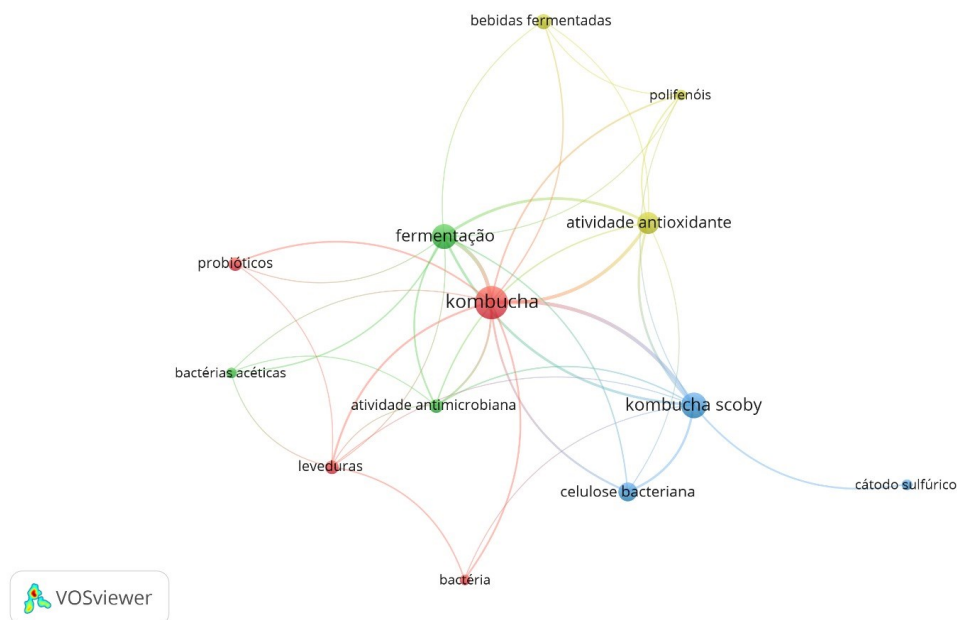 bebidas fermentadas
polifenóis
atividade antioxidante
fermentação
probióticos
kombucha
bactérias acéticas
atividade antimicrobiana
kombucha scoby
leveduras
celulose bacteriana
cátodo sulfúrico
bactéria
VOSviewer